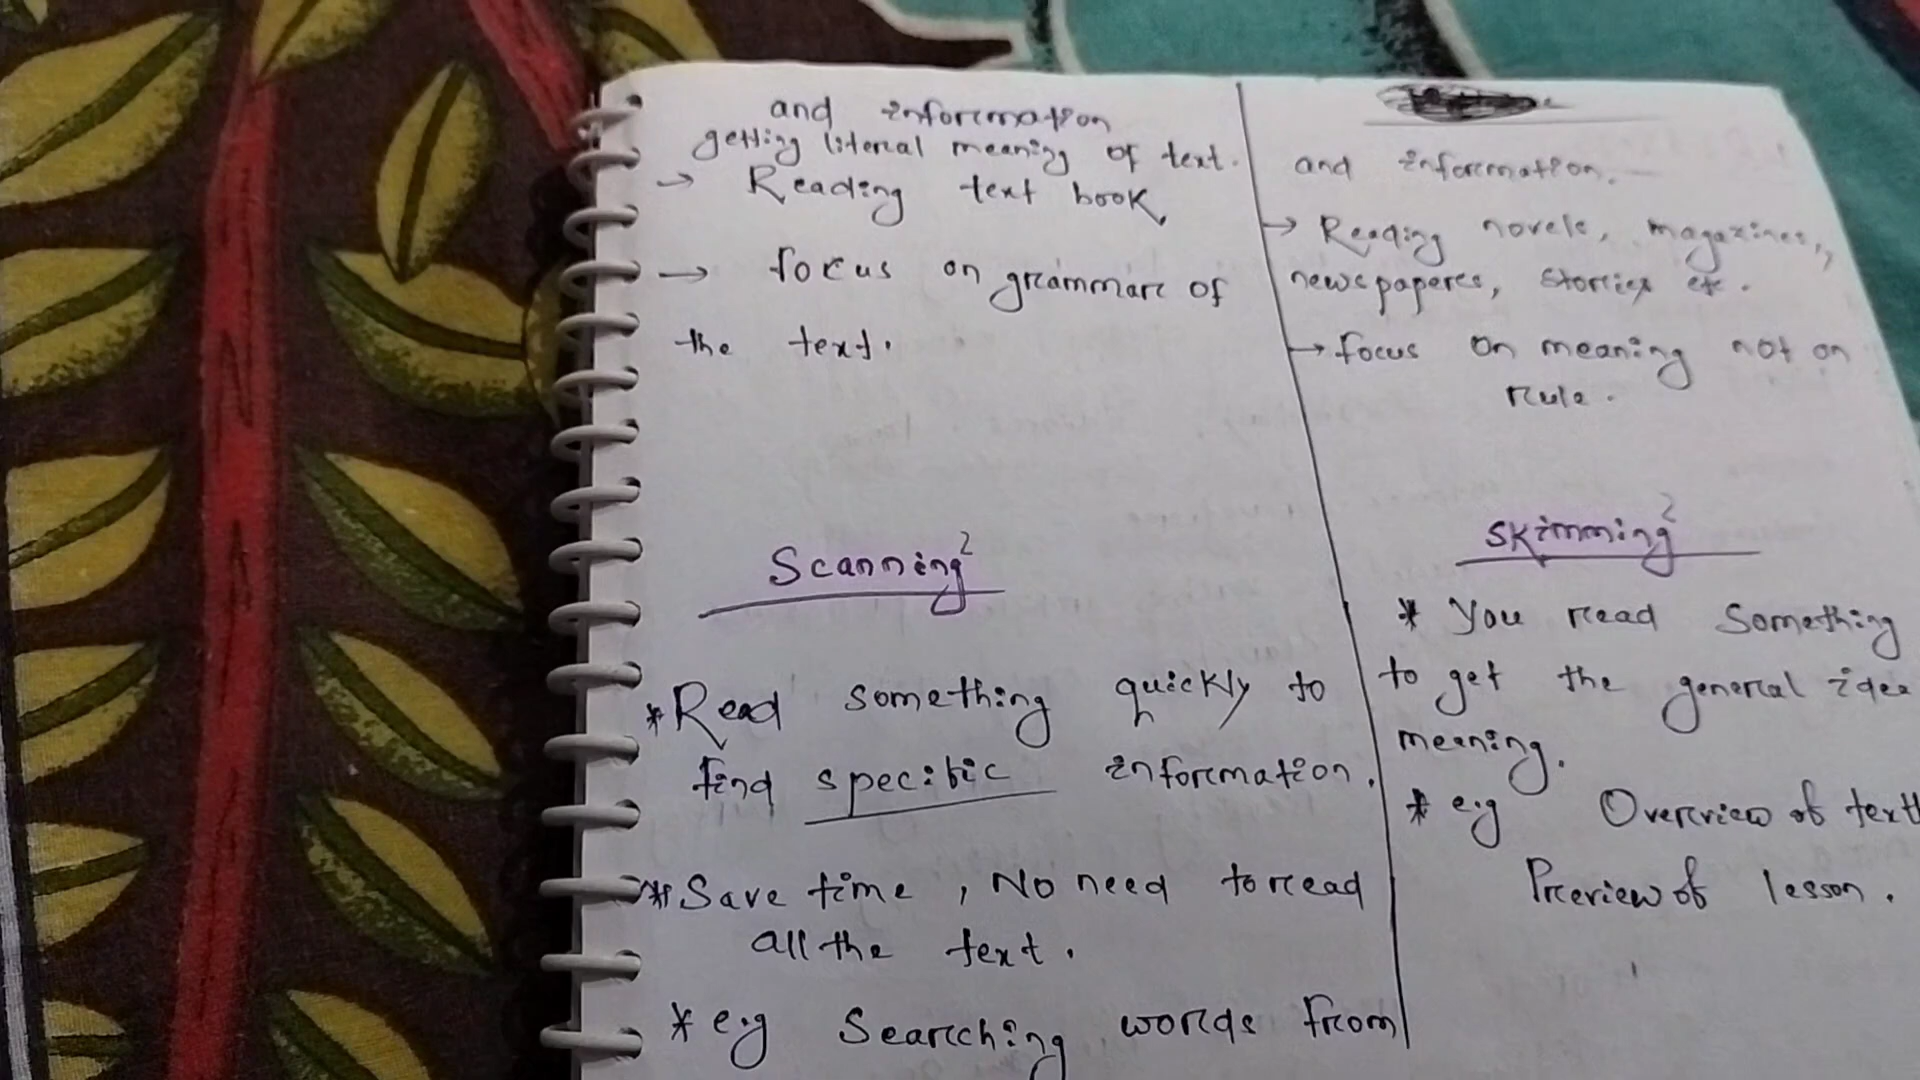 and information
getting literal meaning of text.
→ Reading text book.
→ focus on grammar of
the text.
and information.
→ Reading novels, magazines,
newspapers, stories etc.
→ focus on meaning not on
rule.
Scanning
*Read something quickly to
find specific information.
* Save time, No need to read
all the text.
* e.g Searching words from
Skimming
* You read something
to get the general idea
meaning.
* e.g Overview of text
Preview of lesson.